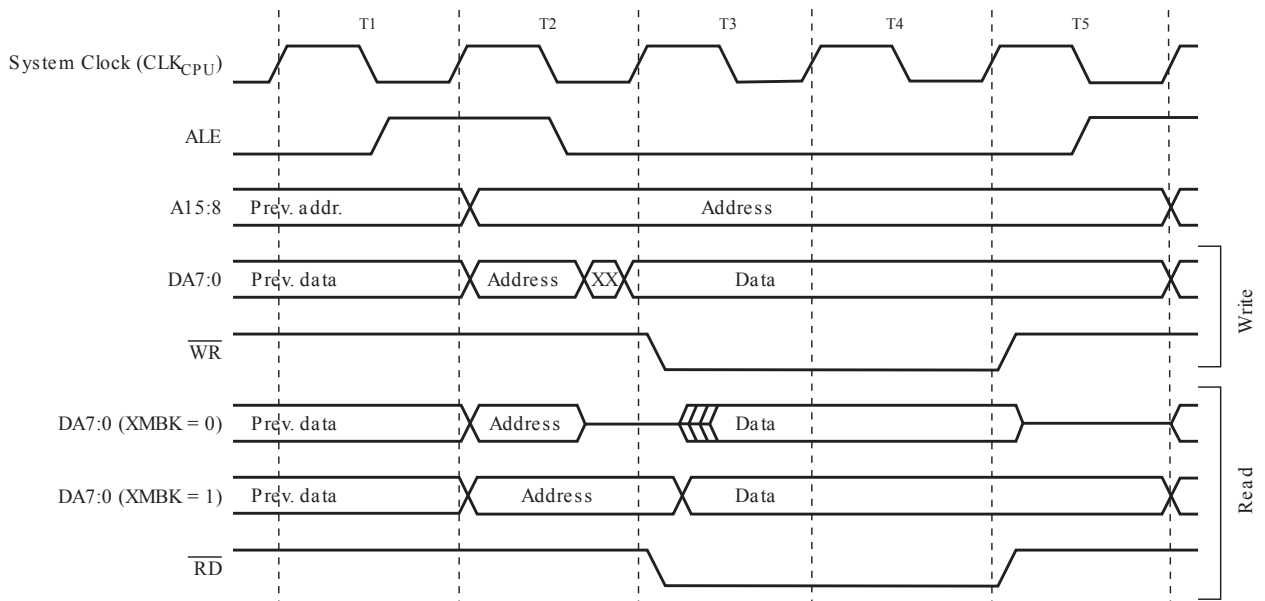 T1 T2 T3 T4 T5
System Clock (CLKCPU)
ALE
A15:8 Prev. addr. Address
DA7:0 Prev. data Address XX Data
WR
Write
DA7:0 (XMBK = 0) Prev. data Address Data
DA7:0 (XMBK = 1) Prev. data Address Data
RD
Read